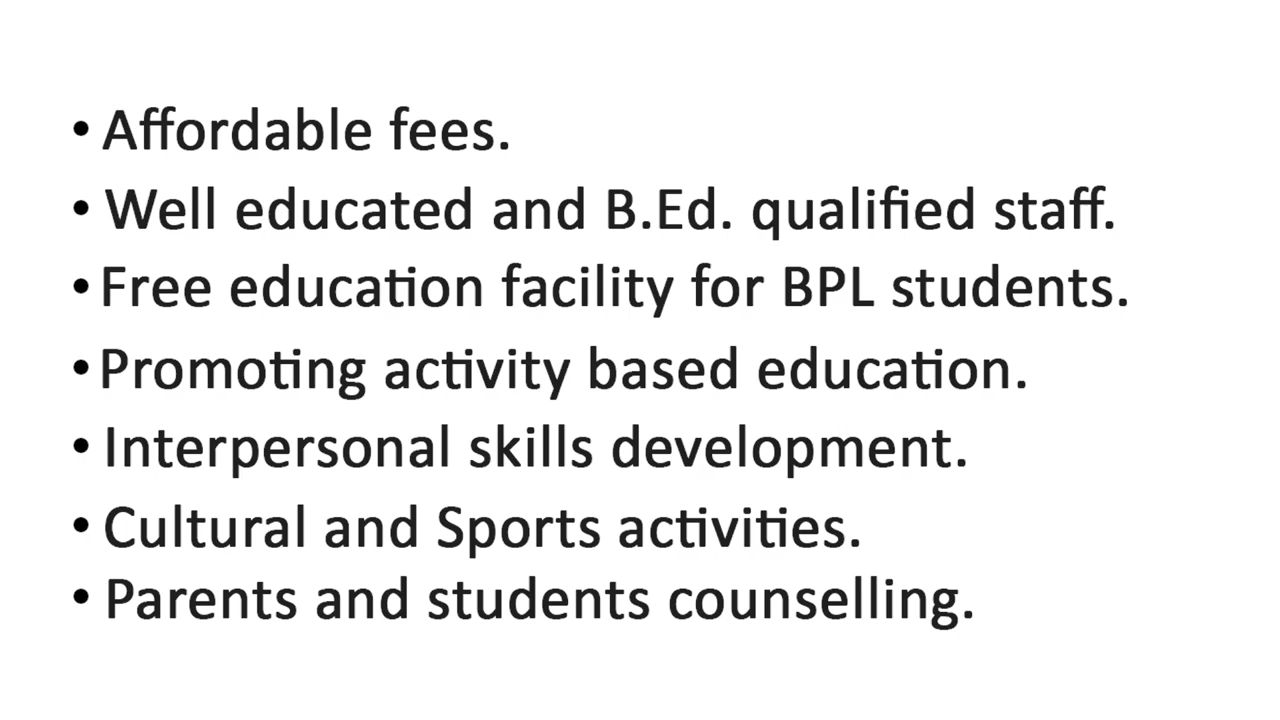 • Affordable fees.
• Well educated and B.Ed. qualified staff.
• Free education facility for BPL students.
• Promoting activity based education.
• Interpersonal skills development.
• Cultural and Sports activities.
• Parents and students counselling.